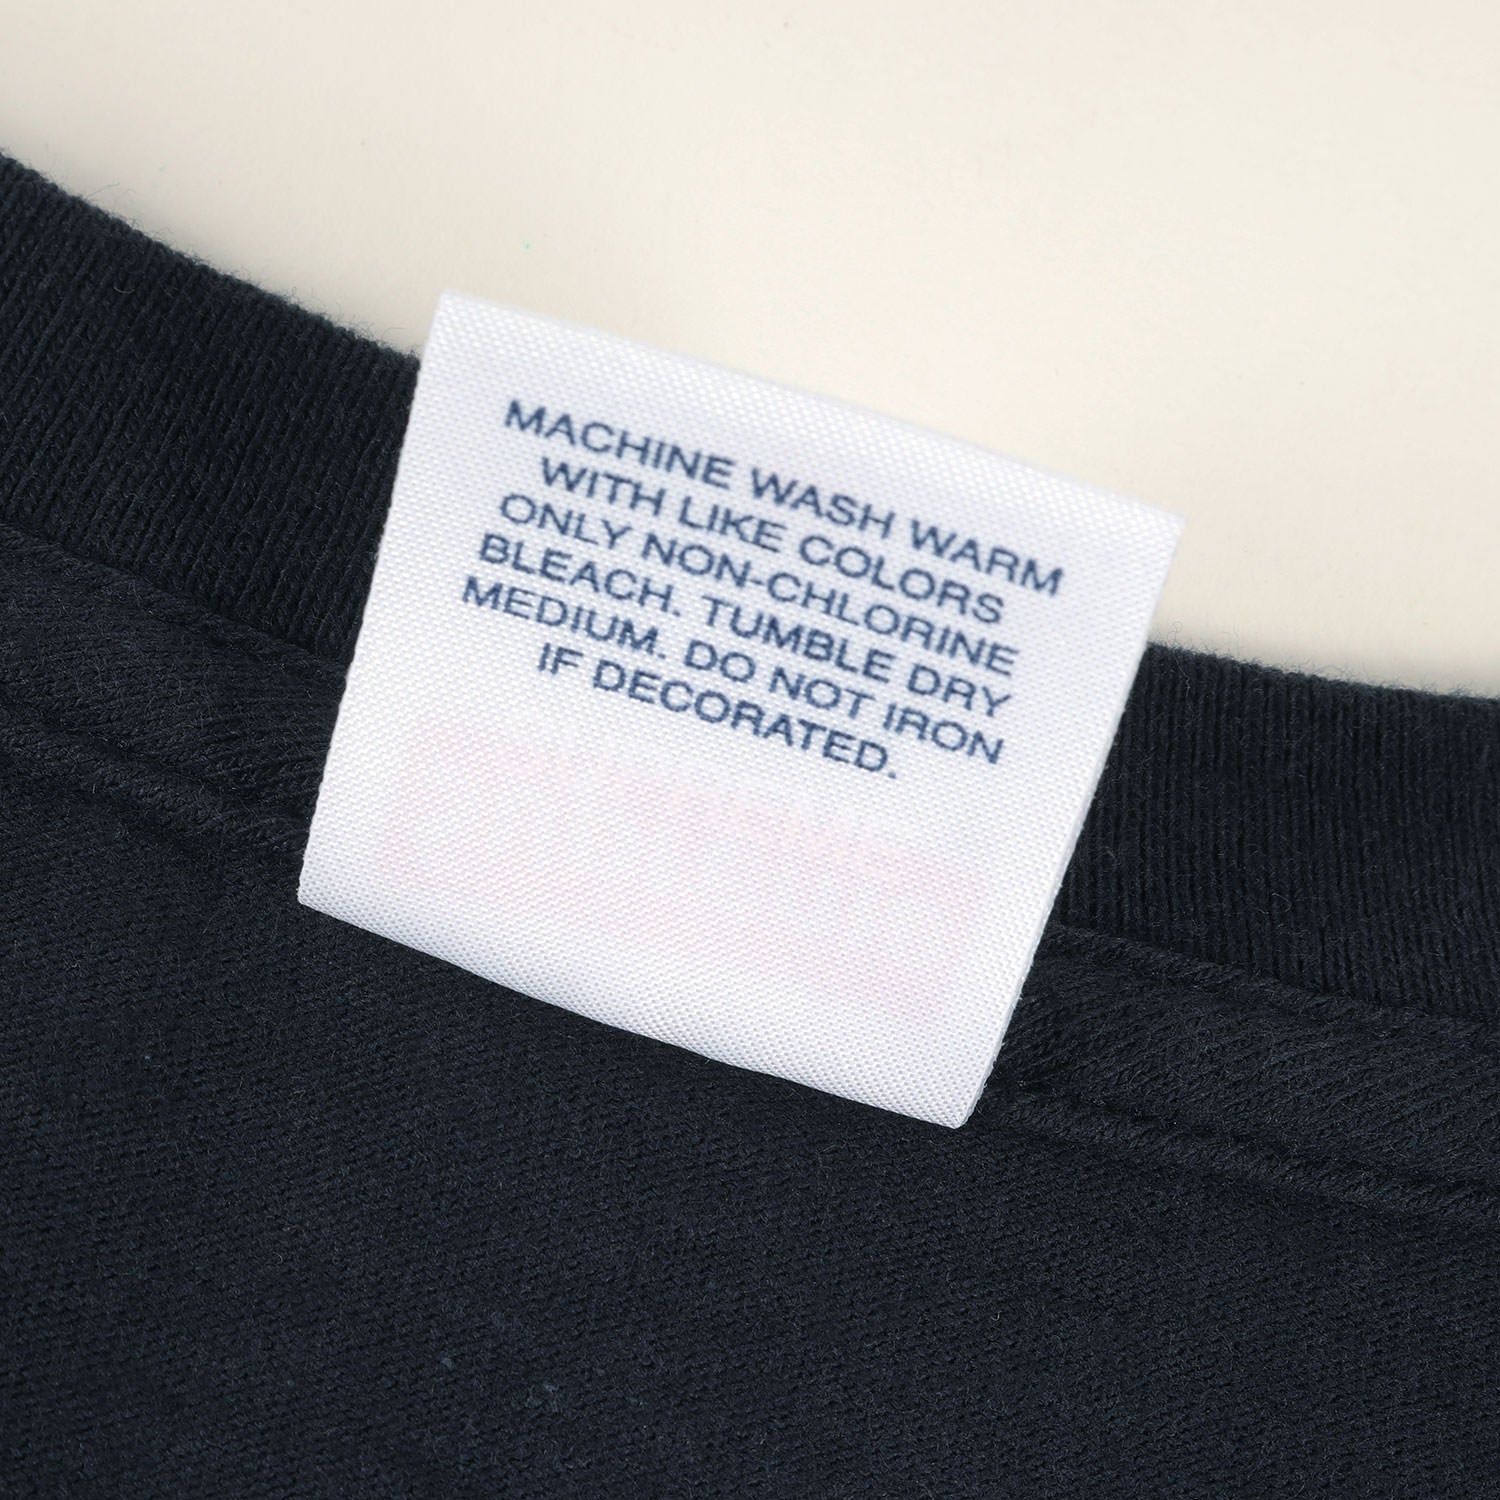 MACHINE WASH WARM
WITH LIKE COLORS
ONLY NON-CHLORINE
BLEACH. TUMBLE DRY
MEDIUM. DO NOT IRON
IF DECORATED.